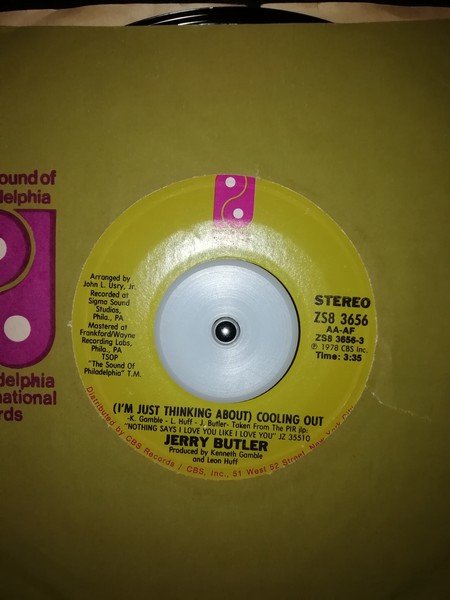 ound of
delphia
delphia
national
rds
Arranged by
John L. Usry, Jr.
Recorded at
Sigma Sound
Studios,
Phila., PA
Mastered at
Frankford/Wayne
Recording Labs,
Phila., PA
TSOP
"The Sound Of
Philadelphia" T.M.
STEREO
ZS8 3656
AA-AF
ZS8 3656-3
℗ 1978 CBS Inc.
Time: 3:35
(I'M JUST THINKING ABOUT) COOLING OUT
-K. Gamble - L. Huff - J. Butler- Taken From The PIR lp.
"NOTHING SAYS I LOVE YOU LIKE I LOVE YOU" JZ 35510
JERRY BUTLER
Produced by Kenneth Gamble
and Leon Huff
Distributed by CBS Records / CBS, Inc., 51 West 52 Street, New York City